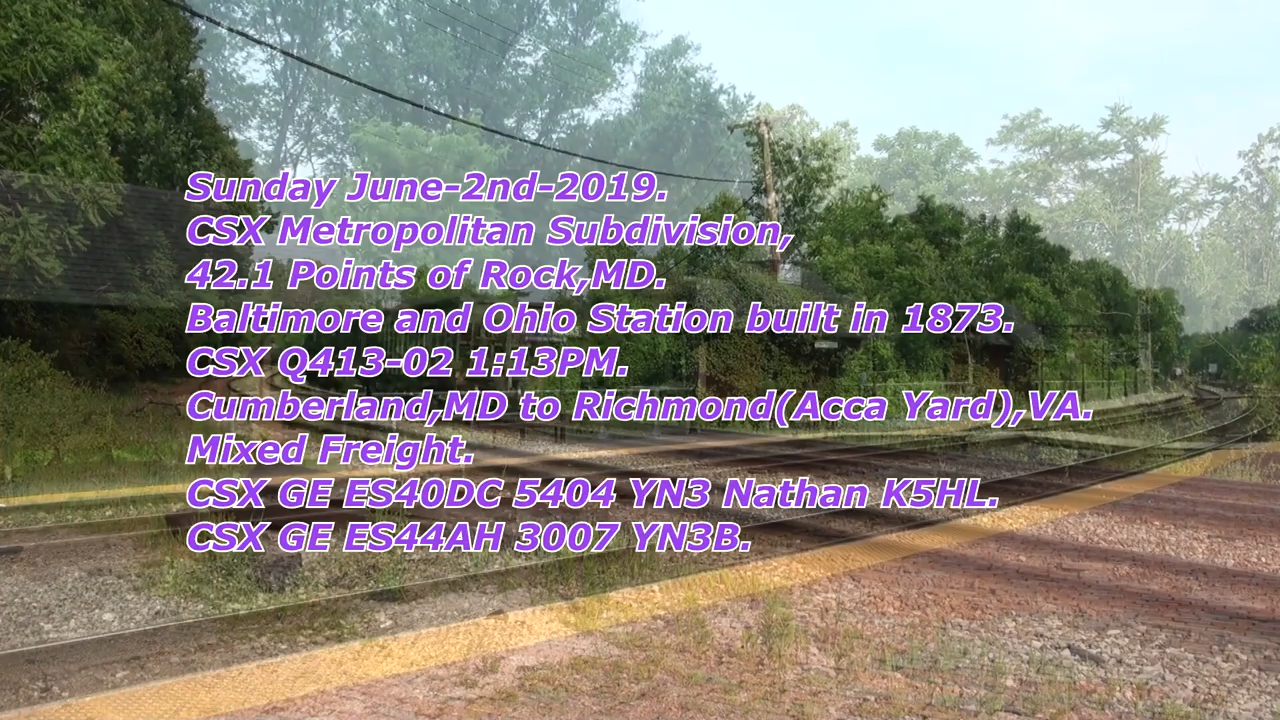 Sunday June-2nd-2019.
CSX Metropolitan Subdivision,
42.1 Points of Rock,MD.
Baltimore and Ohio Station built in 1873.
CSX Q413-02 1:13PM.
Cumberland,MD to Richmond(Acca Yard),VA.
Mixed Freight.
CSX GE ES40DC 5404 YN3 Nathan K5HL.
CSX GE ES44AH 3007 YN3B.